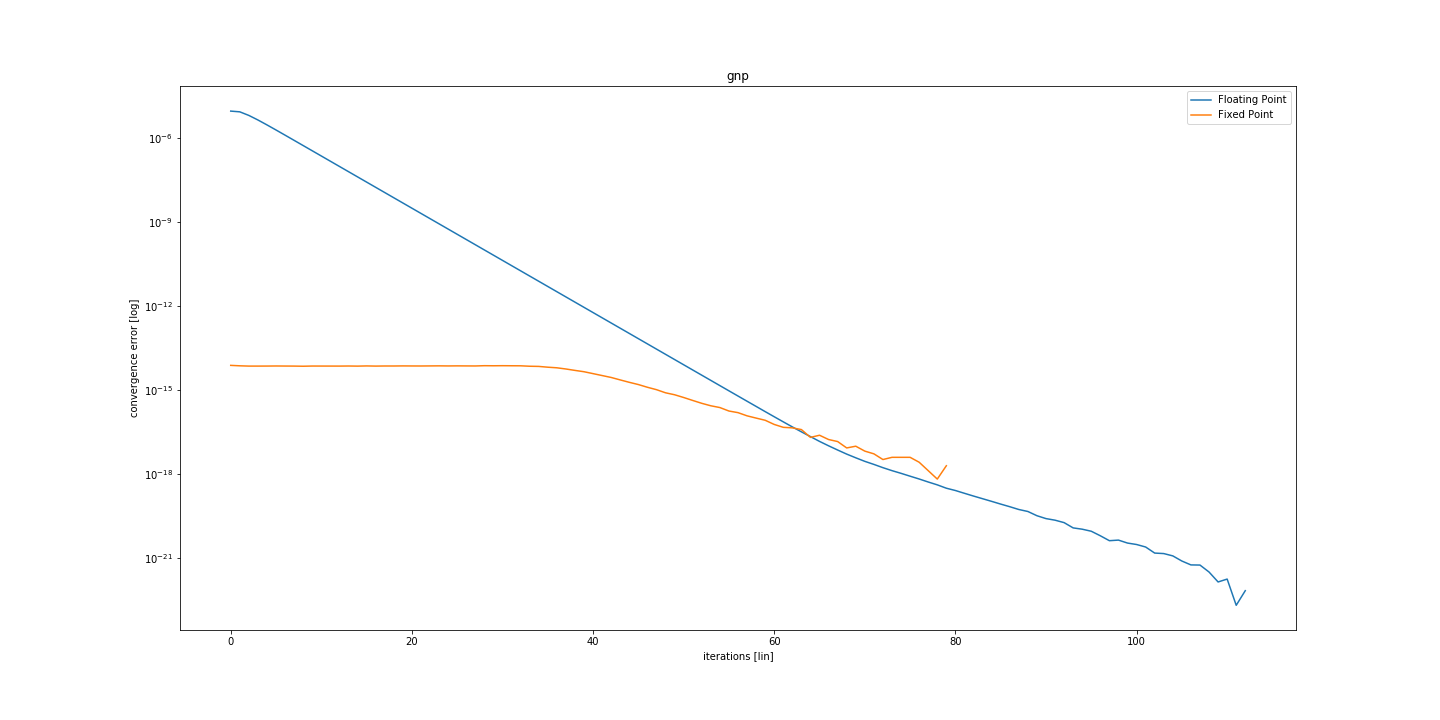 gnp
Floating Point
Fixed Point
convergence error [log]
10⁻⁶
10⁻⁹
10⁻¹²
10⁻¹⁵
10⁻¹⁸
10⁻²¹
0 20 40 60 80 100
iterations [lin]